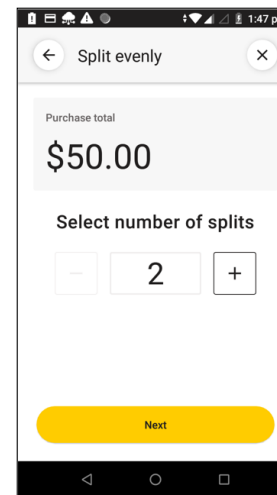 1:47 p
Split evenly
Purchase total
$50.00
Select number of splits
2
Next